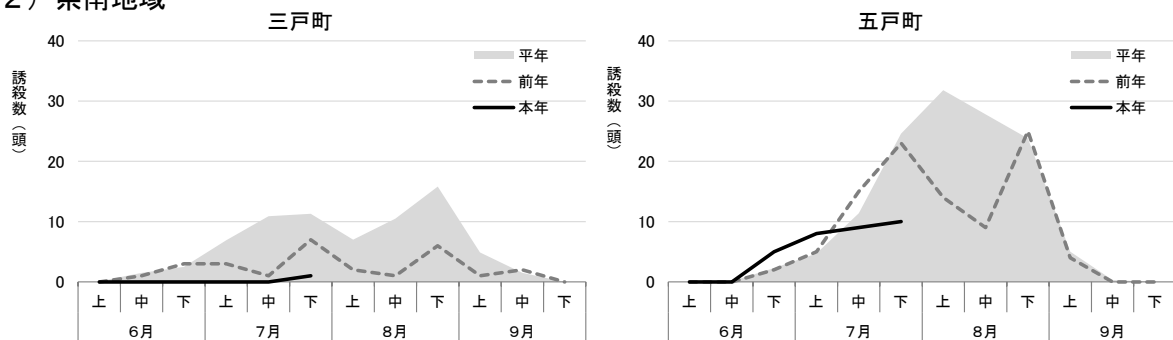 2）県南地域
三戸町
40
30
20
10
0
誘殺数（頭）
平年
前年
本年
上 中 下 上 中 下 上 中 下 上 中 下
6月 7月 8月 9月
五戸町
40
30
20
10
0
誘殺数（頭）
平年
前年
本年
上 中 下 上 中 下 上 中 下 上 中 下
6月 7月 8月 9月